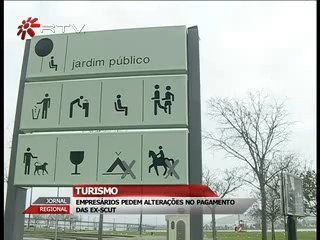 RTV
jardim público
TURISMO
JORNAL
REGIONAL
EMPRESÁRIOS PEDEM ALTERAÇÕES NO PAGAMENTO
DAS EX-SCUT